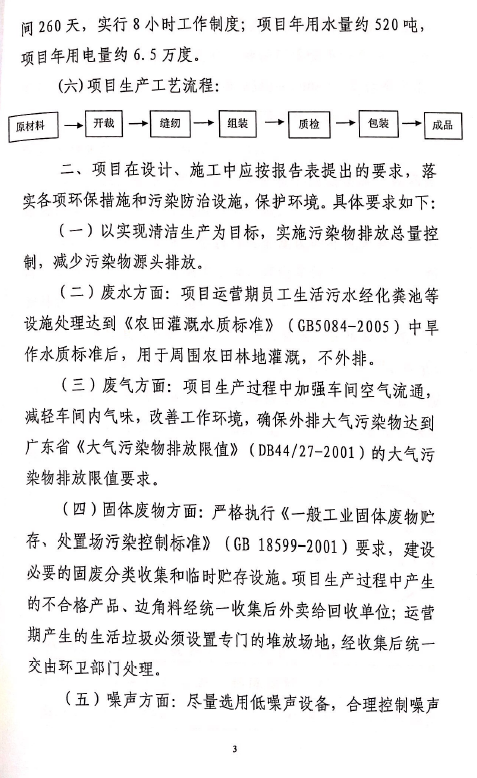 间260天，实行8小时工作制度；项目年用水量约520吨，
项目年用电量约6.5万度。
(六)项目生产工艺流程：
原材料 → 开裁 → 缝纫 → 组装 → 质检 → 包装 → 成品
二、项目在设计、施工中应按报告表提出的要求，落
实各项环保措施和污染防治设施，保护环境。具体要求如下：
（一）以实现清洁生产为目标，实施污染物排放总量控
制，减少污染物源头排放。
（二）废水方面：项目运营期员工生活污水经化粪池等
设施处理达到《农田灌溉水质标准》（GB5084-2005）中旱
作水质标准后，用于周围农田林地灌溉，不外排。
（三）废气方面：项目生产过程中加强车间空气流通，
减轻车间内气味，改善工作环境，确保外排大气污染物达到
广东省《大气污染物排放限值》（DB44/27-2001）的大气污
染物排放限值要求。
（四）固体废物方面：严格执行《一般工业固体废物贮
存、处置场污染控制标准》（GB 18599-2001）要求，建设
必要的固废分类收集和临时贮存设施。项目生产过程中产生
的不合格产品、边角料经统一收集后外卖给回收单位；运营
期产生的生活垃圾必须设置专门的堆放场地，经收集后统一
交由环卫部门处理。
（五）噪声方面：尽量选用低噪声设备，合理控制噪声
3